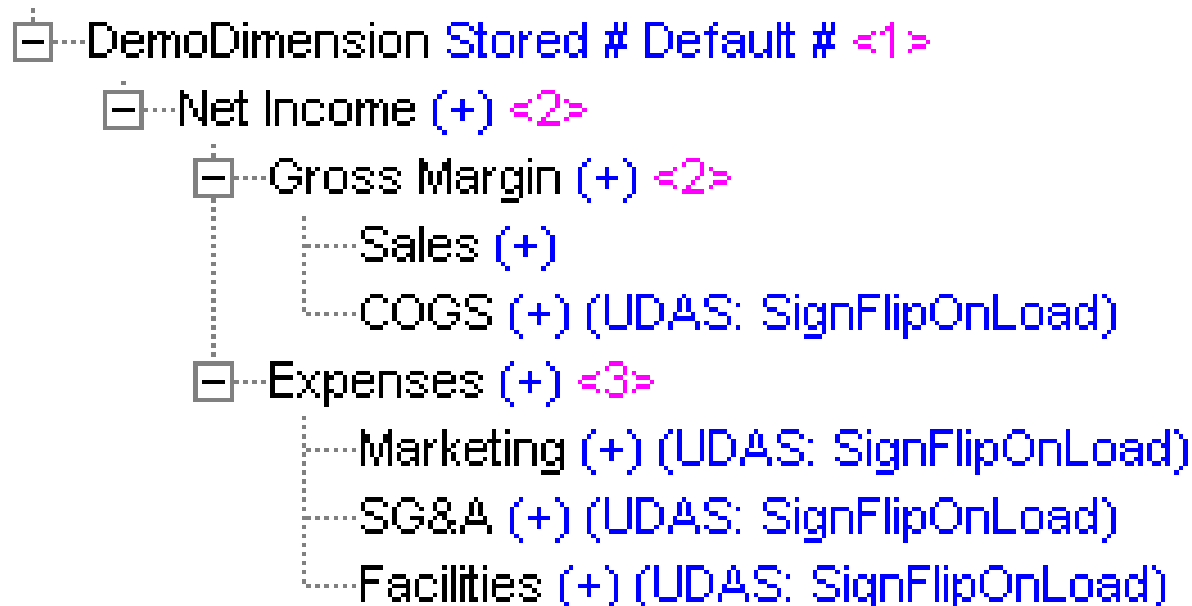 DemoDimension Stored # Default # <1>
Net Income (+) <2>
Gross Margin (+) <2>
Sales (+)
COGS (+) (UDAS: SignFlipOnLoad)
Expenses (+) <3>
Marketing (+) (UDAS: SignFlipOnLoad)
SG&A (+) (UDAS: SignFlipOnLoad)
Facilities (+) (UDAS: SignFlipOnLoad)